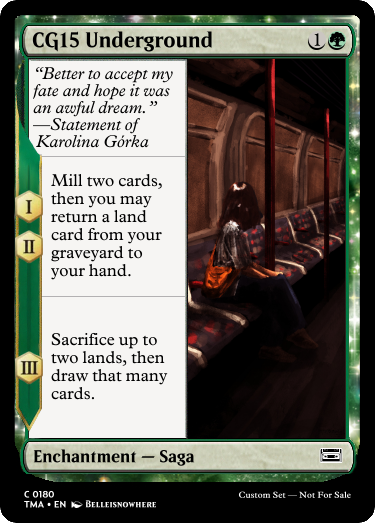 CG15 Underground 1
“Better to accept my
fate and hope it was
an awful dream.”
—Statement of
Karolina Górka
I
II
Mill two cards,
then you may
return a land
card from your
graveyard to
your hand.
III
Sacrifice up to
two lands, then
draw that many
cards.
Enchantment — Saga
C 0180
TMA • EN Belleisnowhere
Custom Set — Not For Sale